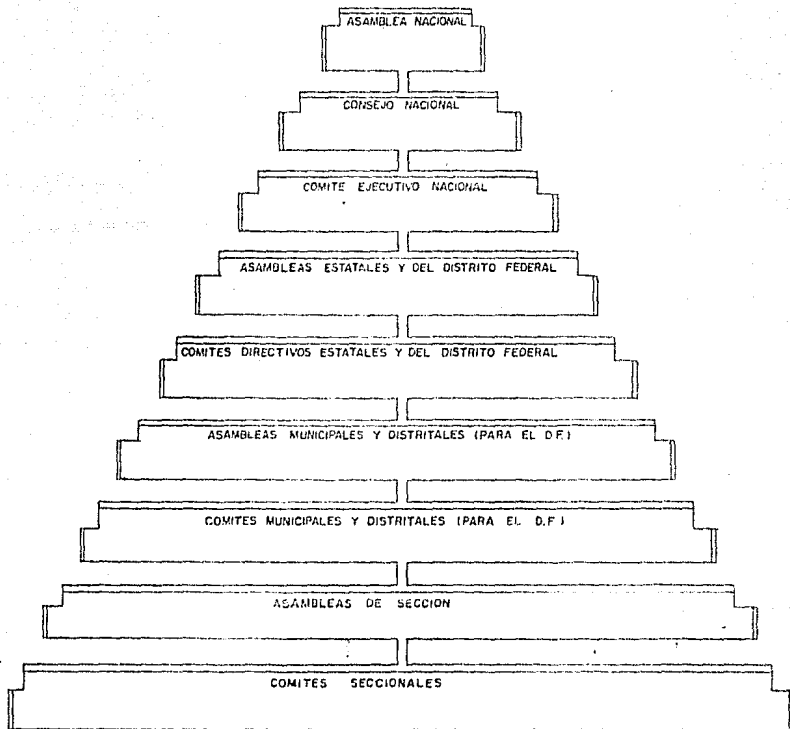 ASAMBLEA NACIONAL
CONSEJO NACIONAL
COMITE EJECUTIVO NACIONAL
ASAMBLEAS ESTATALES Y DEL DISTRITO FEDERAL
COMITES DIRECTIVOS ESTATALES Y DEL DISTRITO FEDERAL
ASAMBLEAS MUNICIPALES Y DISTRITALES (PARA EL D.F.)
COMITES MUNICIPALES Y DISTRITALES (PARA EL D.F.)
ASAMBLEAS DE SECCION
COMITES SECCIONALES